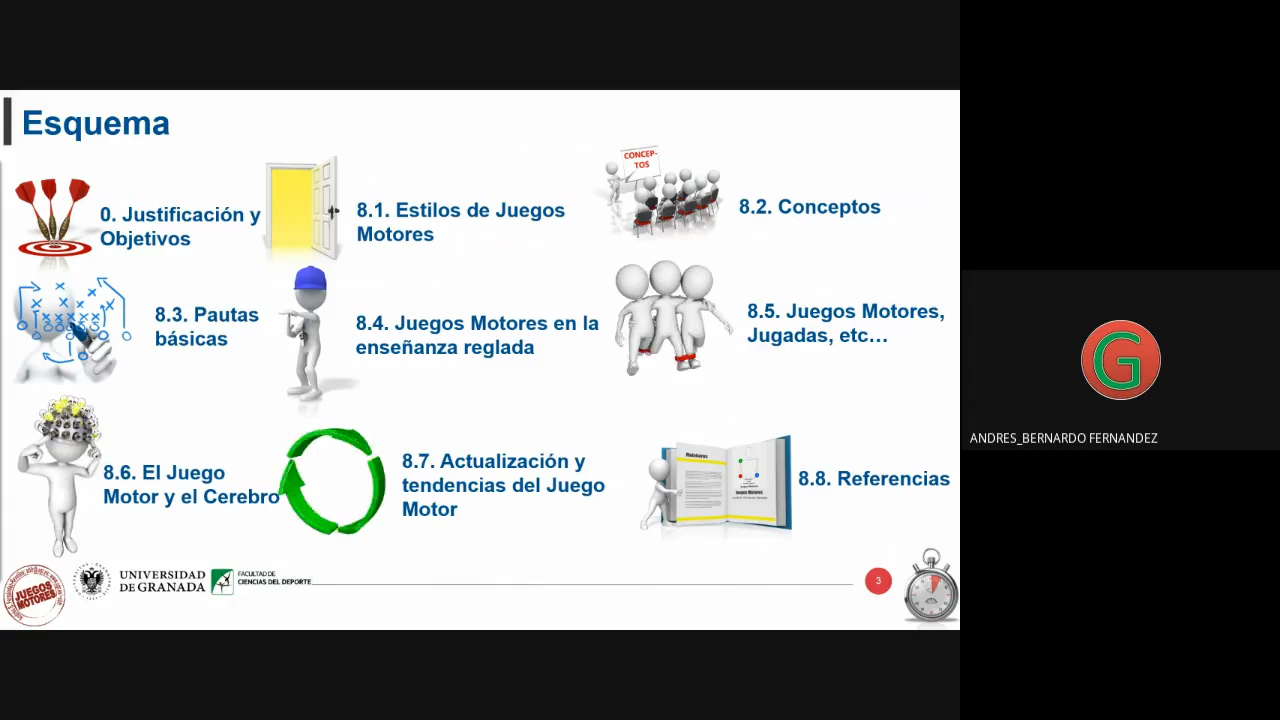 Esquema
0. Justificación y
Objetivos
8.1. Estilos de Juegos
Motores
CONCEP-
TOS
8.2. Conceptos
8.3. Pautas
básicas
8.4. Juegos Motores en la
enseñanza reglada
8.5. Juegos Motores,
Jugadas, etc…
8.6. El Juego
Motor y el Cerebro
8.7. Actualización y
tendencias del Juego
Motor
8.8. Referencias
JUEGOS
MOTORES
UNIVERSIDAD
DE GRANADA
FACULTAD DE
CIENCIAS DEL DEPORTE
3
G
ANDRES_BERNARDO FERNANDEZ